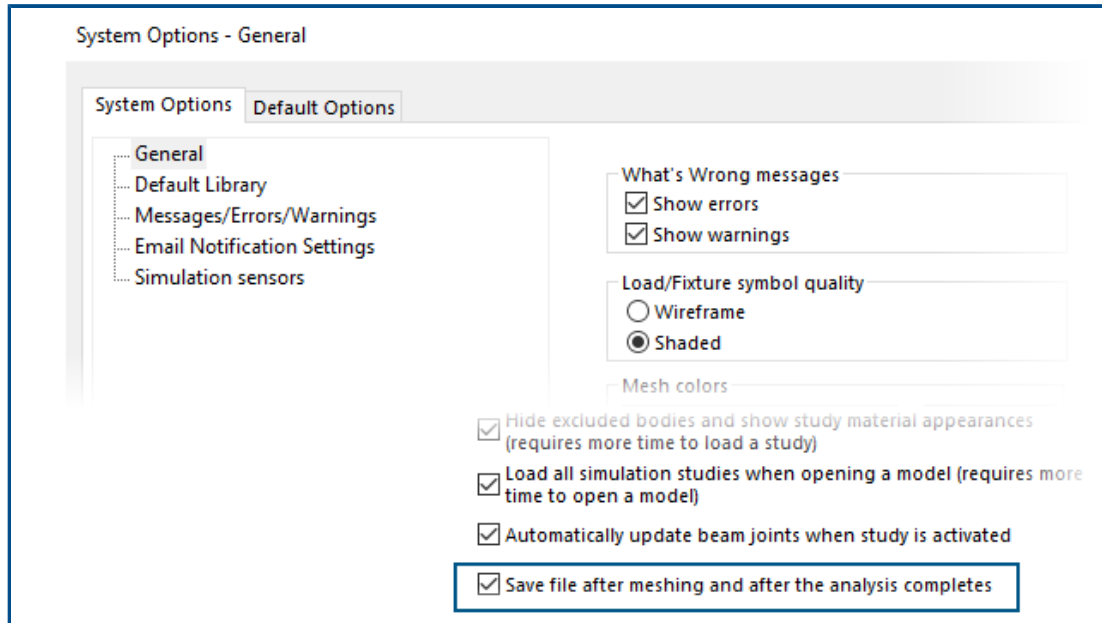 System Options - General
System Options
Default Options
General
Default Library
Messages/Errors/Warnings
Email Notification Settings
Simulation sensors
What's Wrong messages
Show errors
Show warnings
Load/Fixture symbol quality
Wireframe
Shaded
Mesh colors
Hide excluded bodies and show study material appearances
(requires more time to load a study)
Load all simulation studies when opening a model (requires more
time to open a model)
Automatically update beam joints when study is activated
Save file after meshing and after the analysis completes